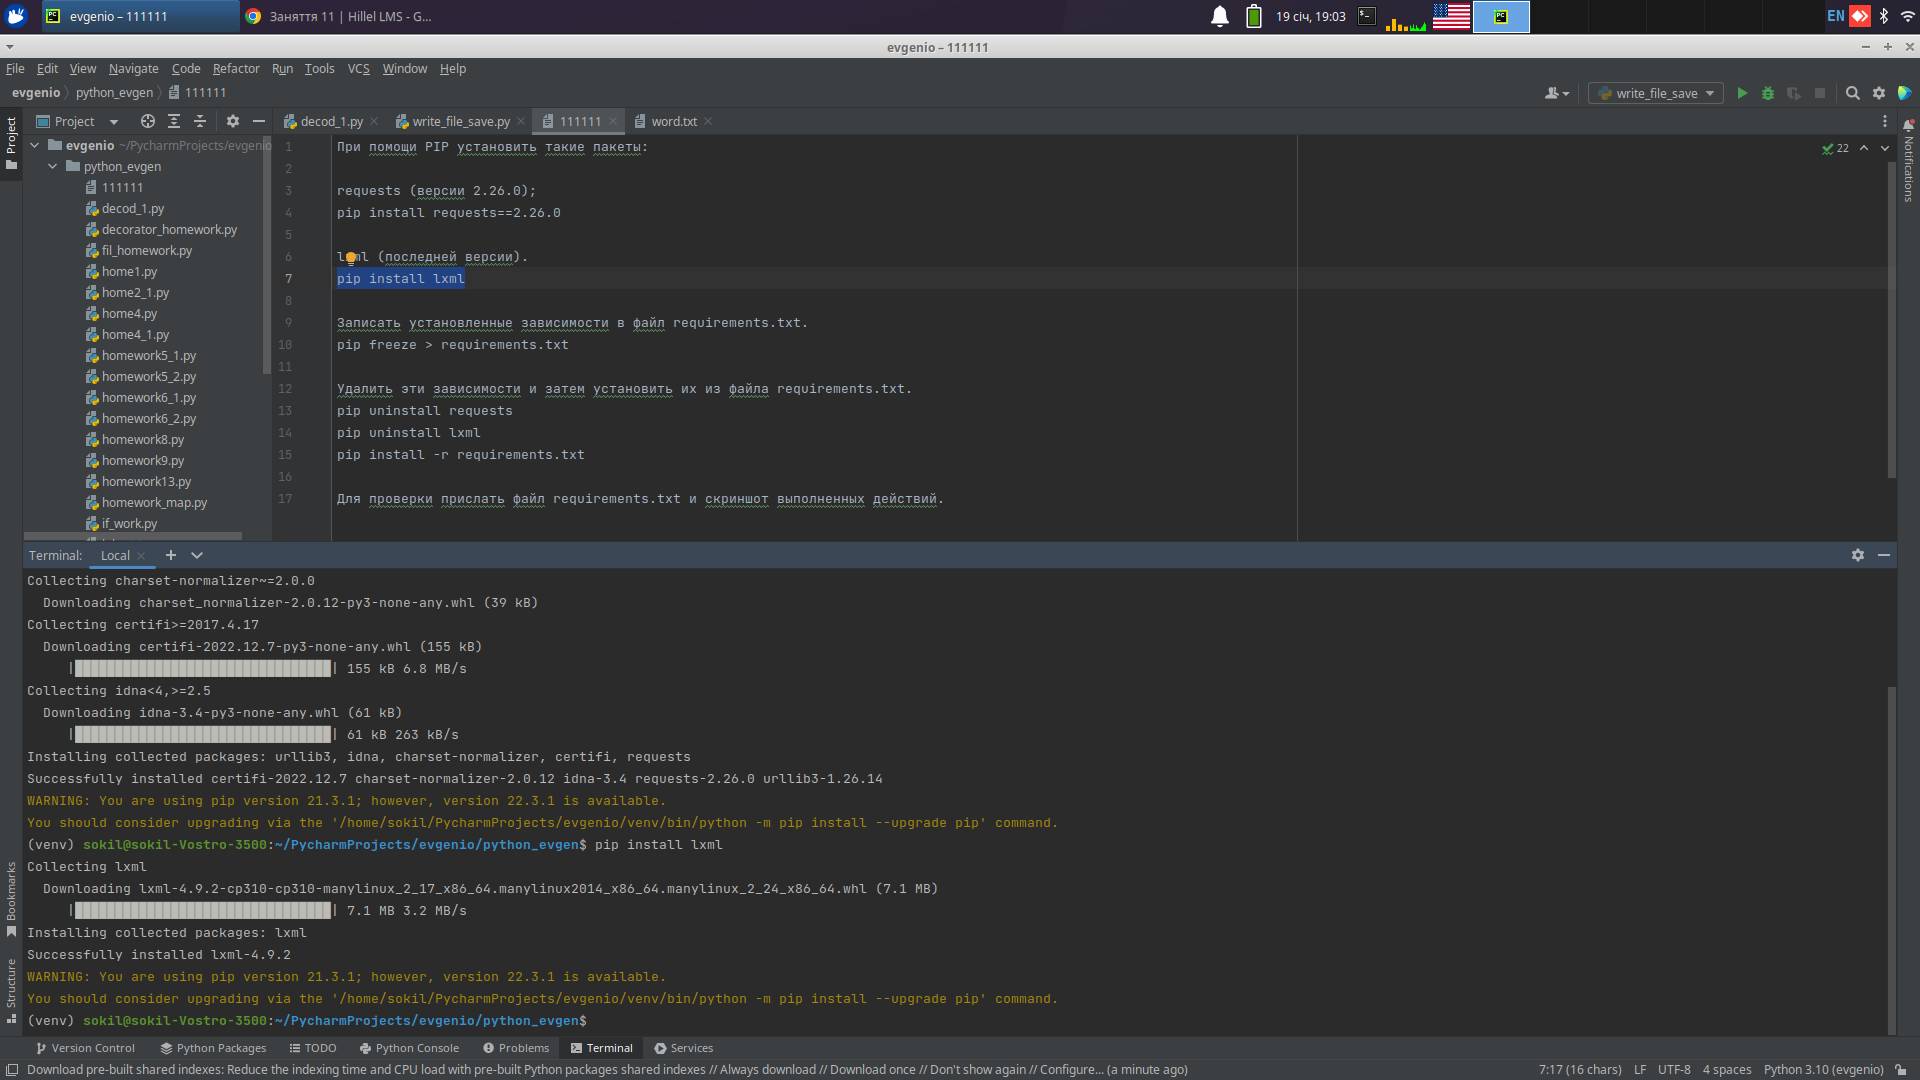 evgenio – 111111
Заняття 11 | Hillel LMS - G...
19 січ, 19:03
EN
evgenio – 111111
File Edit View Navigate Code Refactor Run Tools VCS Window Help
evgenio python_evgen 111111
write_file_save
Project
Project
decod_1.py write_file_save.py 111111 word.txt
Notifications
evgenio ~/PycharmProjects/evgenio
python_evgen
111111
decod_1.py
decorator_homework.py
fil_homework.py
home1.py
home2_1.py
home4.py
home4_1.py
homework5_1.py
homework5_2.py
homework6_1.py
homework6_2.py
homework8.py
homework9.py
homework13.py
homework_map.py
if_work.py
22
1 При помощи PIP установить такие пакеты:
2
3 requests (версии 2.26.0);
4 pip install requests==2.26.0
5
6 lxml (последней версии).
7 pip install lxml
8
9 Записать установленные зависимости в файл requirements.txt.
10 pip freeze > requirements.txt
11
12 Удалить эти зависимости и затем установить их из файла requirements.txt.
13 pip uninstall requests
14 pip uninstall lxml
15 pip install -r requirements.txt
16
17 Для проверки прислать файл requirements.txt и скриншот выполненных действий.
Terminal: Local
Collecting charset-normalizer~=2.0.0
Downloading charset_normalizer-2.0.12-py3-none-any.whl (39 kB)
Collecting certifi>=2017.4.17
Downloading certifi-2022.12.7-py3-none-any.whl (155 kB)
|████████████████████████████████| 155 kB 6.8 MB/s
Collecting idna<4,>=2.5
Downloading idna-3.4-py3-none-any.whl (61 kB)
|████████████████████████████████| 61 kB 263 kB/s
Installing collected packages: urllib3, idna, charset-normalizer, certifi, requests
Successfully installed certifi-2022.12.7 charset-normalizer-2.0.12 idna-3.4 requests-2.26.0 urllib3-1.26.14
WARNING: You are using pip version 21.3.1; however, version 22.3.1 is available.
You should consider upgrading via the '/home/sokil/PycharmProjects/evgenio/venv/bin/python -m pip install --upgrade pip' command.
(venv) sokil@sokil-Vostro-3500:~/PycharmProjects/evgenio/python_evgen$ pip install lxml
Collecting lxml
Downloading lxml-4.9.2-cp310-cp310-manylinux_2_17_x86_64.manylinux2014_x86_64.manylinux_2_24_x86_64.whl (7.1 MB)
|████████████████████████████████| 7.1 MB 3.2 MB/s
Installing collected packages: lxml
Successfully installed lxml-4.9.2
WARNING: You are using pip version 21.3.1; however, version 22.3.1 is available.
You should consider upgrading via the '/home/sokil/PycharmProjects/evgenio/venv/bin/python -m pip install --upgrade pip' command.
(venv) sokil@sokil-Vostro-3500:~/PycharmProjects/evgenio/python_evgen$
Bookmarks
Structure
Version Control Python Packages TODO Python Console Problems Terminal Services
Download pre-built shared indexes: Reduce the indexing time and CPU load with pre-built Python packages shared indexes // Always download // Download once // Don't show again // Configure... (a minute ago)
7:17 (16 chars) LF UTF-8 4 spaces Python 3.10 (evgenio)